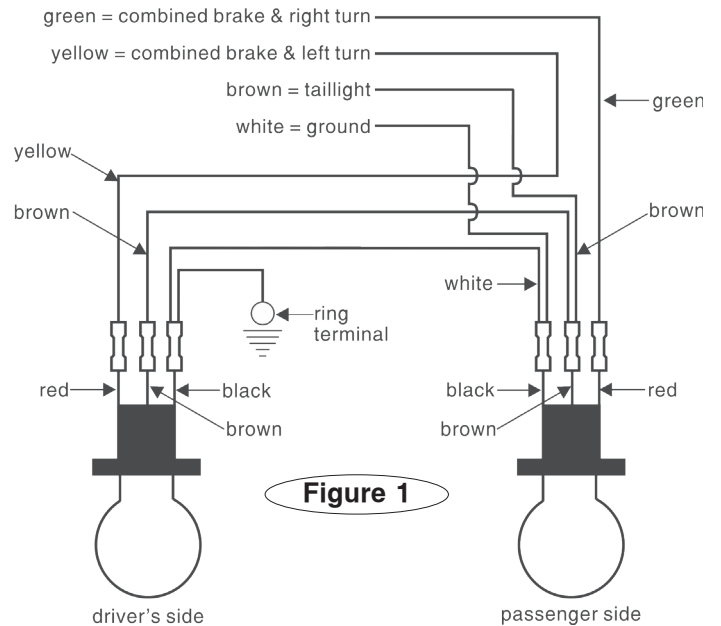 green = combined brake & right turn
yellow = combined brake & left turn
brown = taillight
green
white = ground
yellow
brown
brown
white
ring
terminal
red
black
brown
black
brown
red
Figure 1
driver's side
passenger side